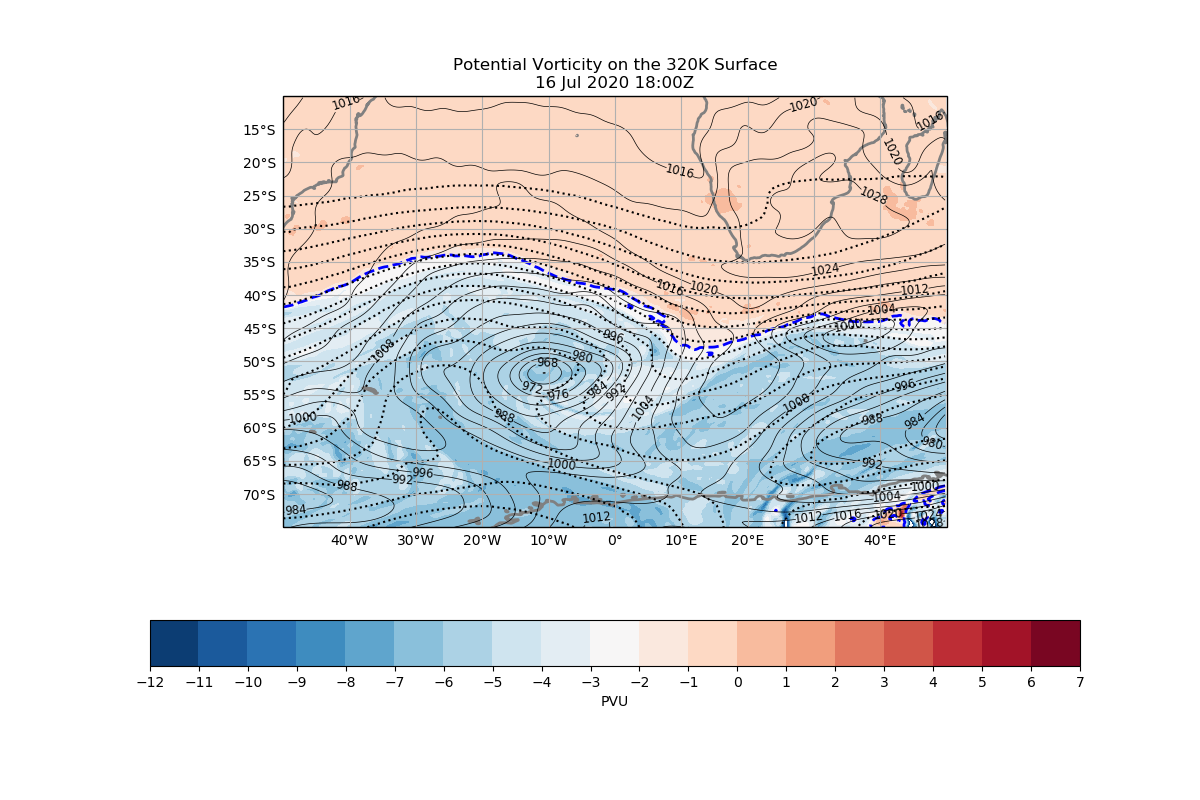 Potential Vorticity on the 320K Surface
16 Jul 2020 18:00Z
1016
1020
1016
15°S
1020
20°S
1016
25°S
1028
30°S
35°S
1024
40°S
1016
1020
1012
1004
45°S
1000
996
1008
50°S
968
980
972
976
984
992
996
55°S
1000
988
1004
1008
988
984
60°S
980
65°S
996
992
1000
992
988
70°S
1000
1004
984
1012
1012
1016
1020
1024
1028
40°W
30°W
20°W
10°W
0°
10°E
20°E
30°E
40°E
−12
−11
−10
−9
−8
−7
−6
−5
−4
−3
−2
−1
0
1
2
3
4
5
6
7
PVU